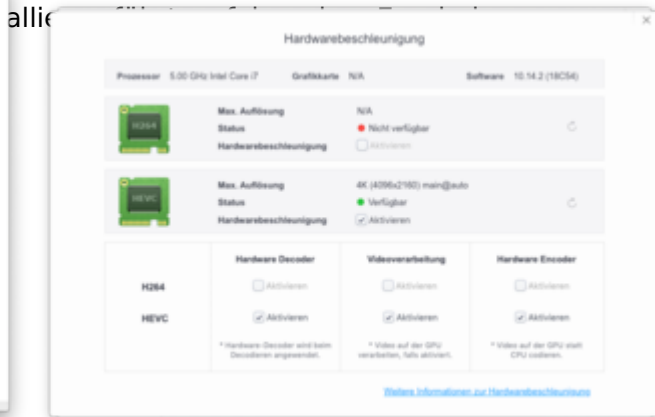 allie
Hardwarebeschleunigung
Prozessor 5.00 GHz Intel Core i7 Grafikkarte N/A Software 10.14.2 (18C54)
H264
Max. Auflösung N/A
Status Nicht verfügbar
Hardwarebeschleunigung Aktivieren
HEVC
Max. Auflösung 4K (4096x2160) main@auto
Status Verfügbar
Hardwarebeschleunigung Aktivieren
Hardware Decoder Videoverarbeitung Hardware Encoder
H264 Aktivieren Aktivieren Aktivieren
HEVC Aktivieren Aktivieren Aktivieren
* Hardware-Decoder wird beim * Video auf der GPU * Video auf der GPU statt
Decodieren angewendet. verarbeiten, falls aktiviert. CPU codieren.
Weitere Informationen zur Hardwarebeschleunigung